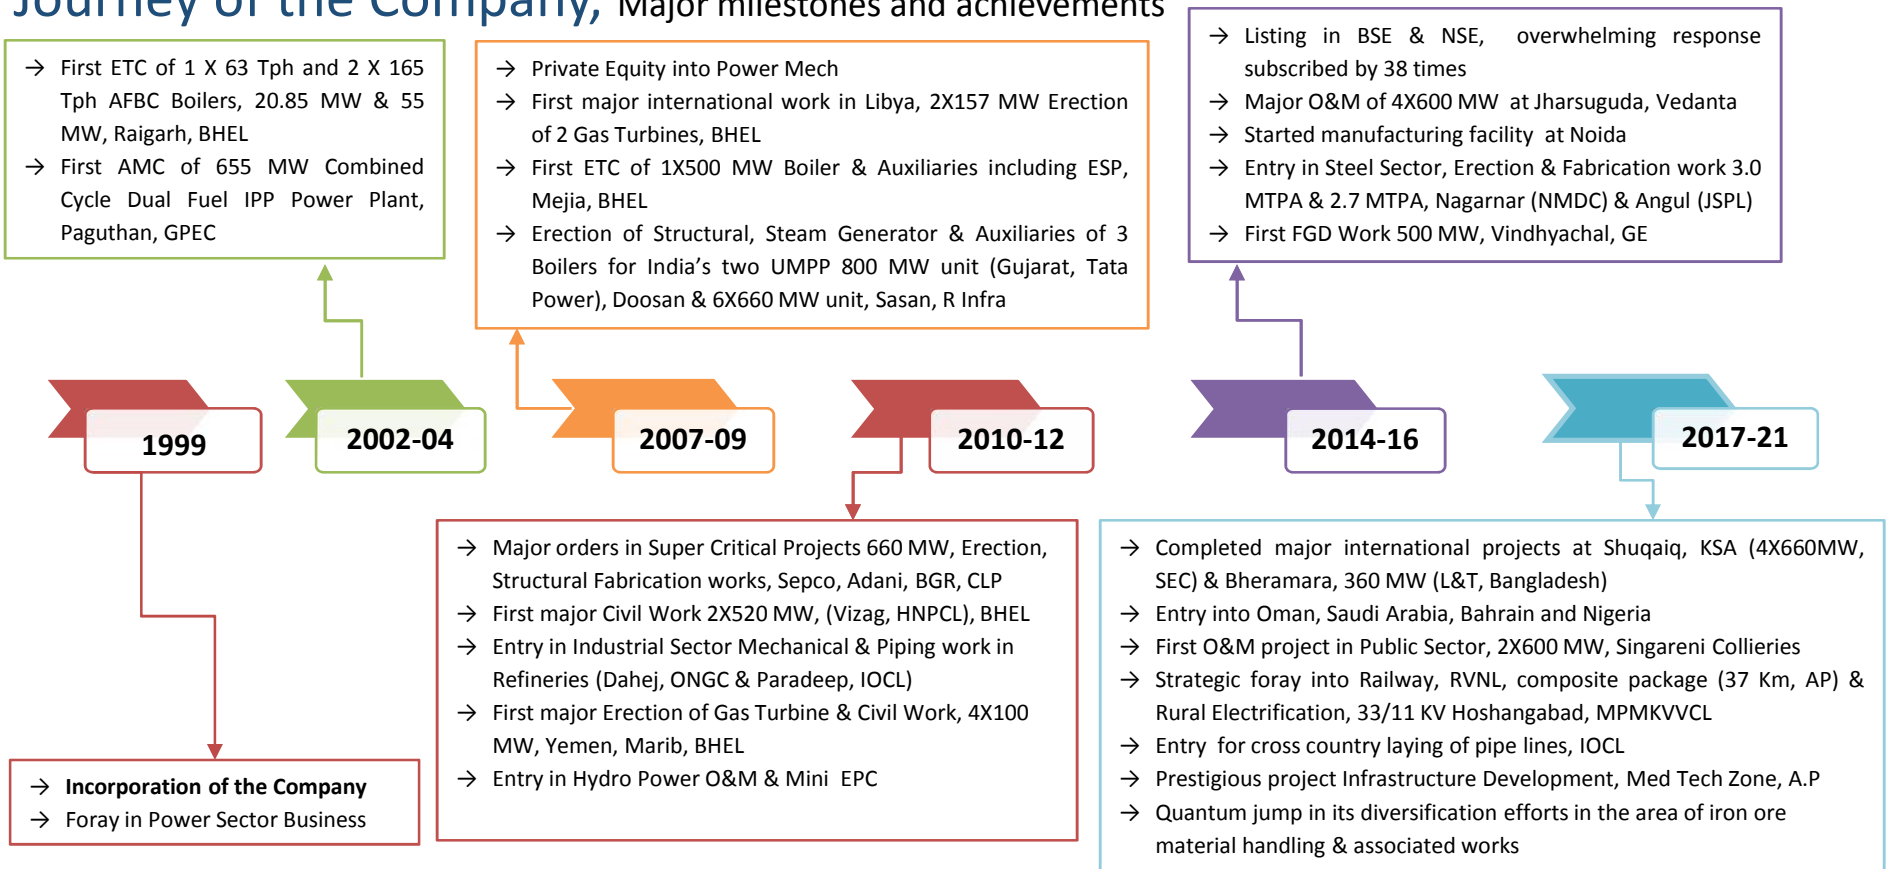 Journey of the Company, Major milestones and achievements
→ First ETC of 1 X 63 Tph and 2 X 165
Tph AFBC Boilers, 20.85 MW & 55
MW, Raigarh, BHEL
→ First AMC of 655 MW Combined
Cycle Dual Fuel IPP Power Plant,
Paguthan, GPEC
→ Private Equity into Power Mech
→ First major international work in Libya, 2X157 MW Erection
of 2 Gas Turbines, BHEL
→ First ETC of 1X500 MW Boiler & Auxiliaries including ESP,
Mejia, BHEL
→ Erection of Structural, Steam Generator & Auxiliaries of 3
Boilers for India’s two UMPP 800 MW unit (Gujarat, Tata
Power), Doosan & 6X660 MW unit, Sasan, R Infra
→ Listing in BSE & NSE, overwhelming response
subscribed by 38 times
→ Major O&M of 4X600 MW at Jharsuguda, Vedanta
→ Started manufacturing facility at Noida
→ Entry in Steel Sector, Erection & Fabrication work 3.0
MTPA & 2.7 MTPA, Nagarnar (NMDC) & Angul (JSPL)
→ First FGD Work 500 MW, Vindhyachal, GE
1999
2002-04
2007-09
2010-12
2014-16
2017-21
→ Incorporation of the Company
→ Foray in Power Sector Business
→ Major orders in Super Critical Projects 660 MW, Erection,
Structural Fabrication works, Sepco, Adani, BGR, CLP
→ First major Civil Work 2X520 MW, (Vizag, HNPCL), BHEL
→ Entry in Industrial Sector Mechanical & Piping work in
Refineries (Dahej, ONGC & Paradeep, IOCL)
→ First major Erection of Gas Turbine & Civil Work, 4X100
MW, Yemen, Marib, BHEL
→ Entry in Hydro Power O&M & Mini EPC
→ Completed major international projects at Shuqaiq, KSA (4X660MW,
SEC) & Bheramara, 360 MW (L&T, Bangladesh)
→ Entry into Oman, Saudi Arabia, Bahrain and Nigeria
→ First O&M project in Public Sector, 2X600 MW, Singareni Collieries
→ Strategic foray into Railway, RVNL, composite package (37 Km, AP) &
Rural Electrification, 33/11 KV Hoshangabad, MPMKVVCL
→ Entry for cross country laying of pipe lines, IOCL
→ Prestigious project Infrastructure Development, Med Tech Zone, A.P
→ Quantum jump in its diversification efforts in the area of iron ore
material handling & associated works